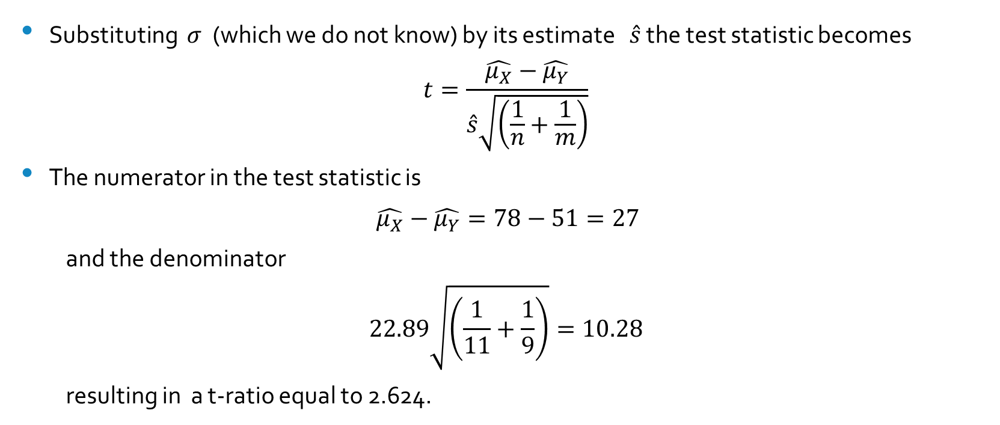 • Substituting σ (which we do not know) by its estimate ŝ the test statistic becomes
$t = \frac{\widehat{\mu_X} - \widehat{\mu_Y}}{\hat{s}\sqrt{\left(\frac{1}{n} + \frac{1}{m}\right)}}$
• The numerator in the test statistic is
$\widehat{\mu_X} - \widehat{\mu_Y} = 78 - 51 = 27$
and the denominator
$22.89\sqrt{\left(\frac{1}{11} + \frac{1}{9}\right)} = 10.28$
resulting in a t-ratio equal to 2.624.